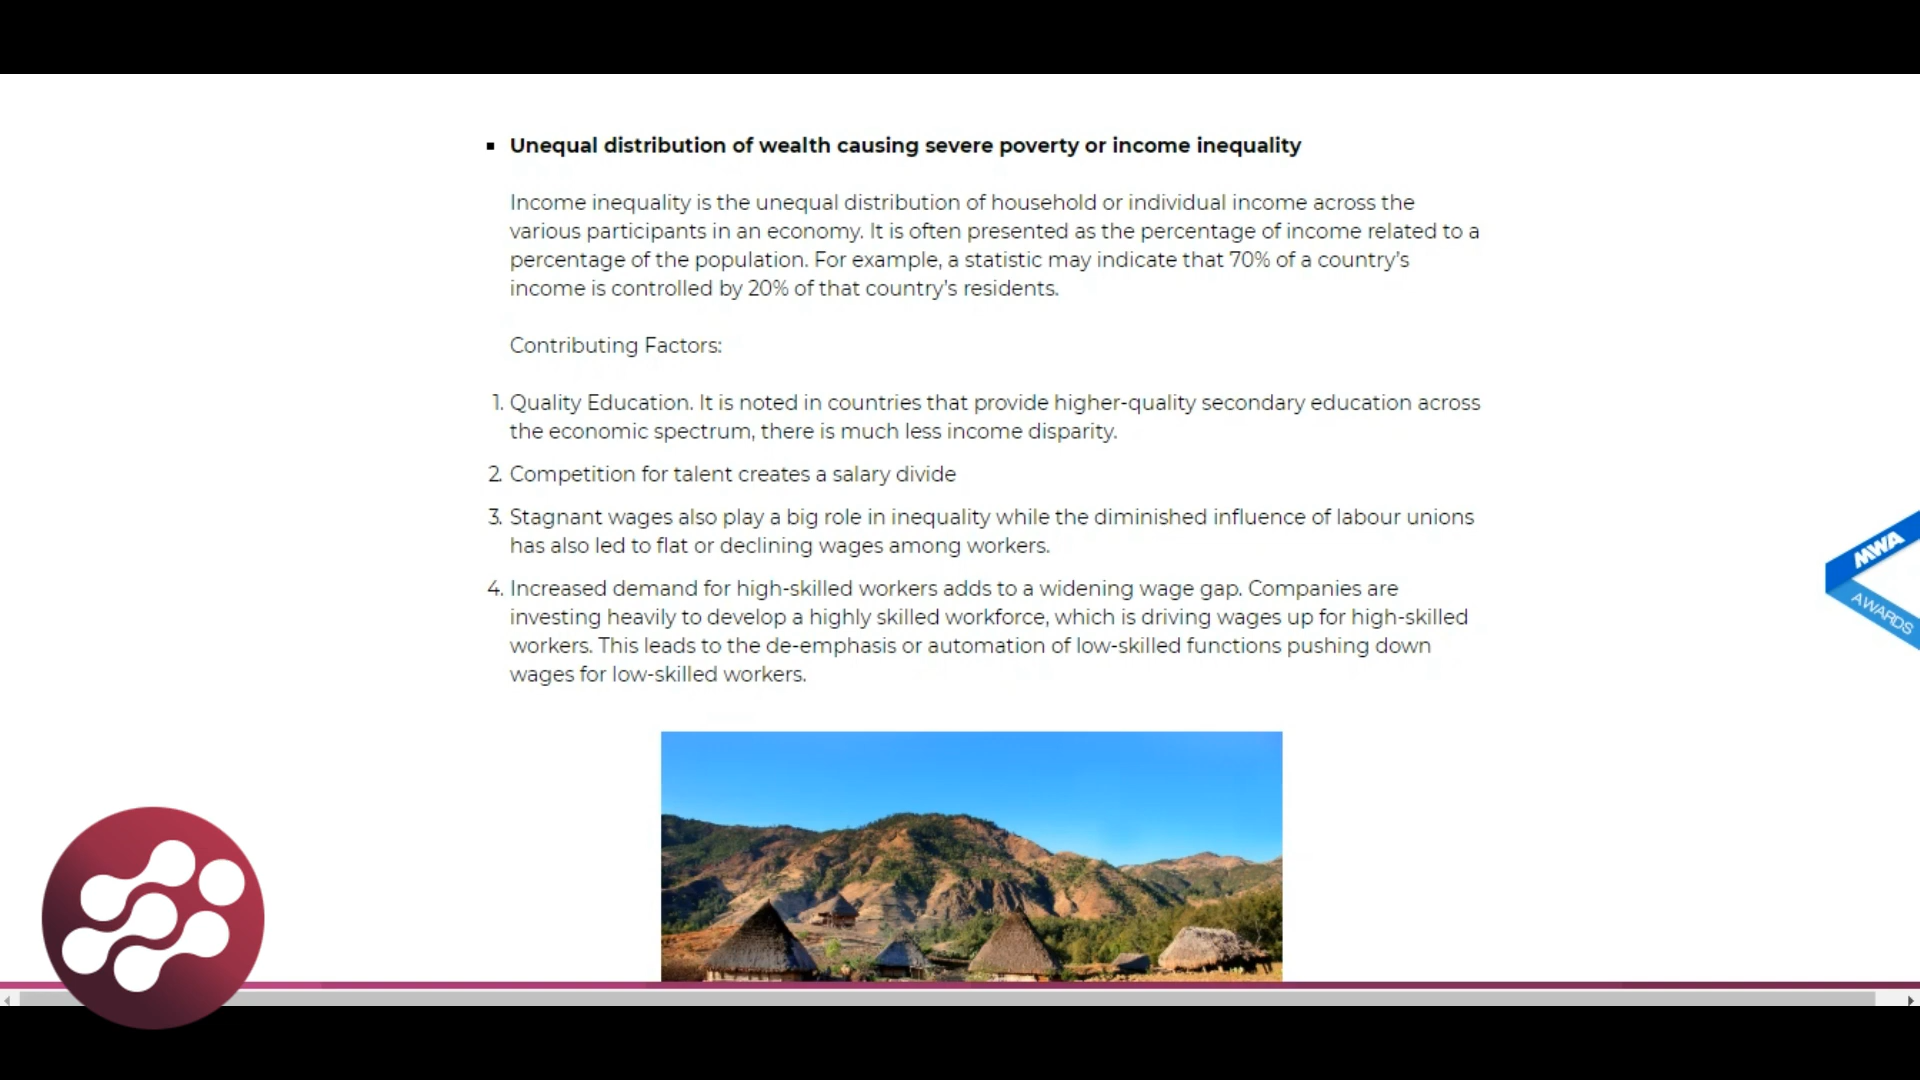 Unequal distribution of wealth causing severe poverty or income inequality
Income inequality is the unequal distribution of household or individual income across the
various participants in an economy. It is often presented as the percentage of income related to a
percentage of the population. For example, a statistic may indicate that 70% of a country's
income is controlled by 20% of that country's residents.
Contributing Factors:
1. Quality Education. It is noted in countries that provide higher-quality secondary education across
the economic spectrum, there is much less income disparity.
2. Competition for talent creates a salary divide
3. Stagnant wages also play a big role in inequality while the diminished influence of labour unions
has also led to flat or declining wages among workers.
4. Increased demand for high-skilled workers adds to a widening wage gap. Companies are
investing heavily to develop a highly skilled workforce, which is driving wages up for high-skilled
workers. This leads to the de-emphasis or automation of low-skilled functions pushing down
wages for low-skilled workers.
MWA
AWARDS